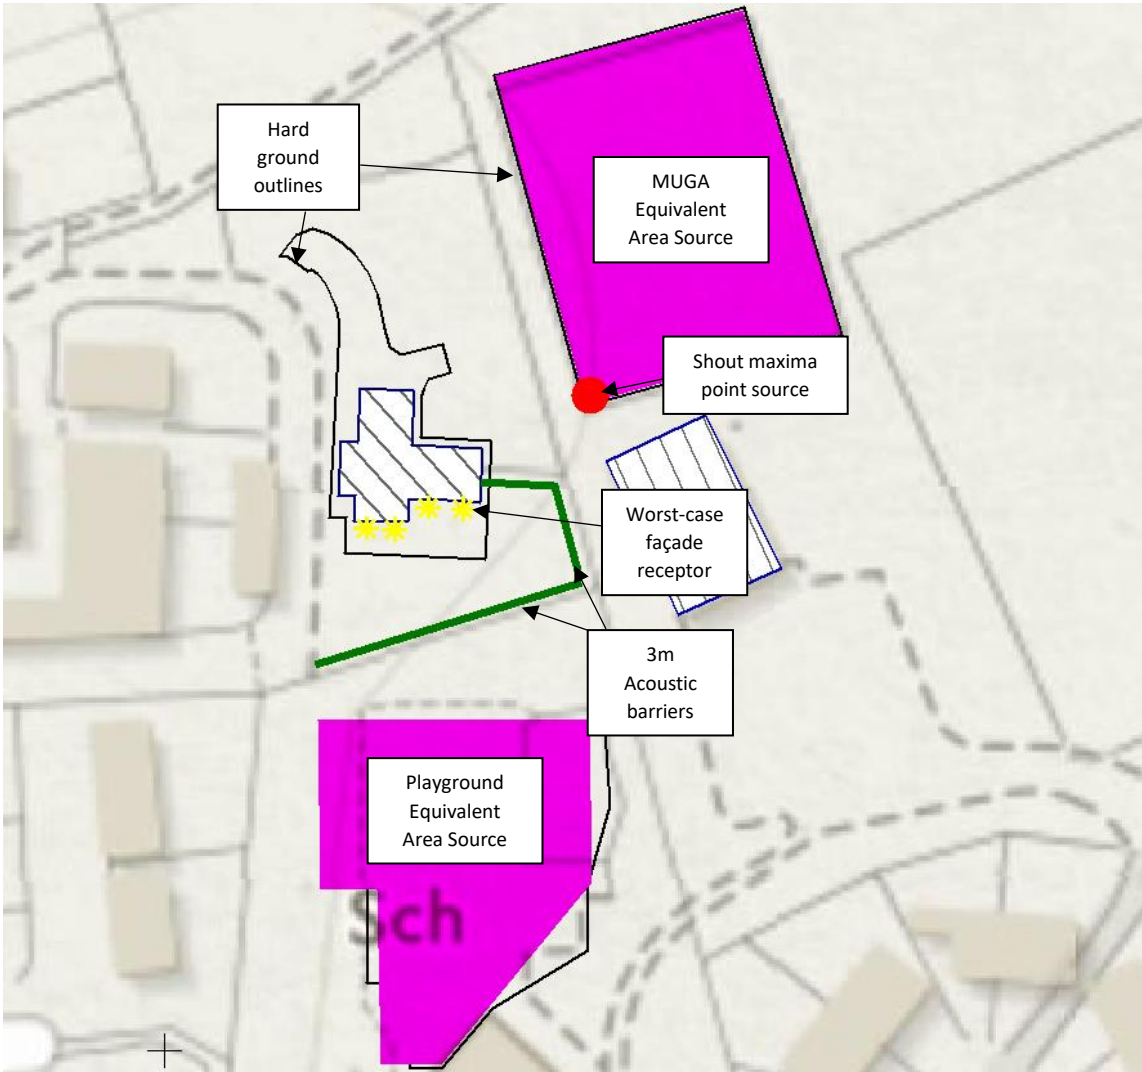 Hard
ground
outlines
MUGA
Equivalent
Area Source
Shout maxima
point source
Worst-case
façade
receptor
3m
Acoustic
barriers
Playground
Equivalent
Area Source
Sch